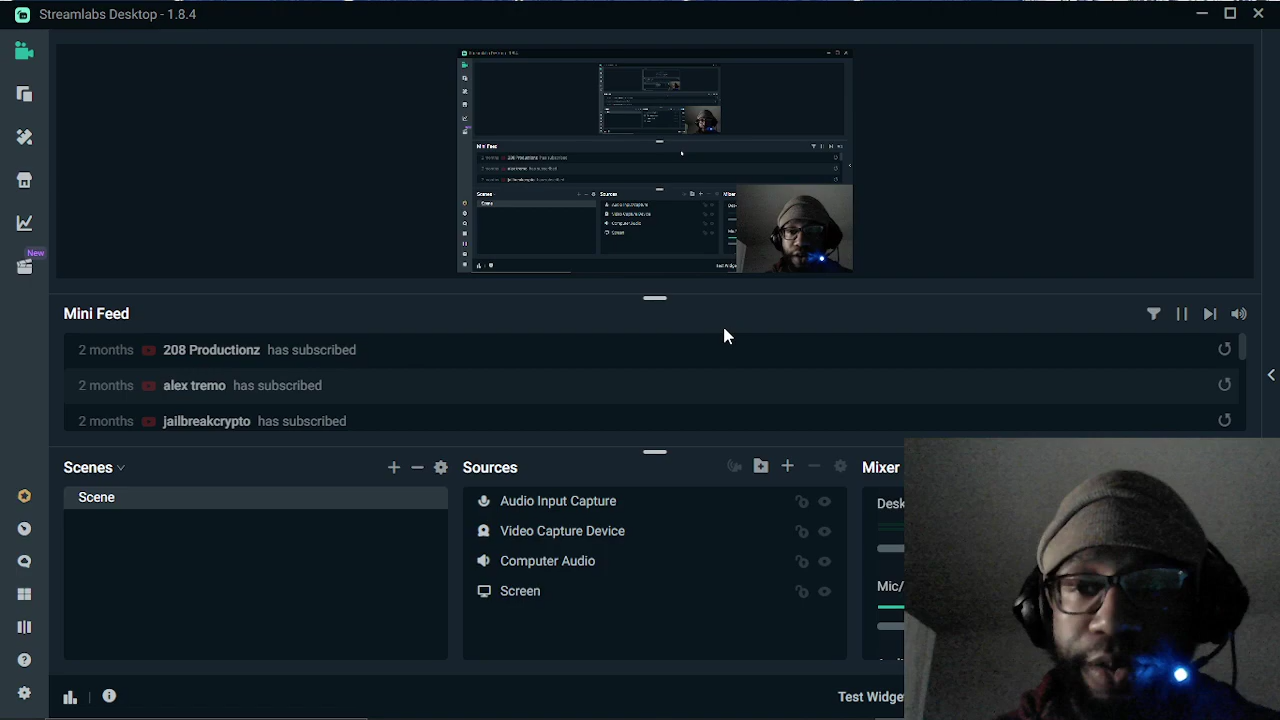 Streamlabs Desktop - 1.8.4
New
Mini Feed
Mini Feed
2 months 208 Productionz has subscribed
2 months alex tremo has subscribed
2 months jailbreakcrypto has subscribed
Scenes
Scene
Sources
Audio Input Capture
Video Capture Device
Computer Audio
Screen
Mixer
Desk
Mic/
Test Widge